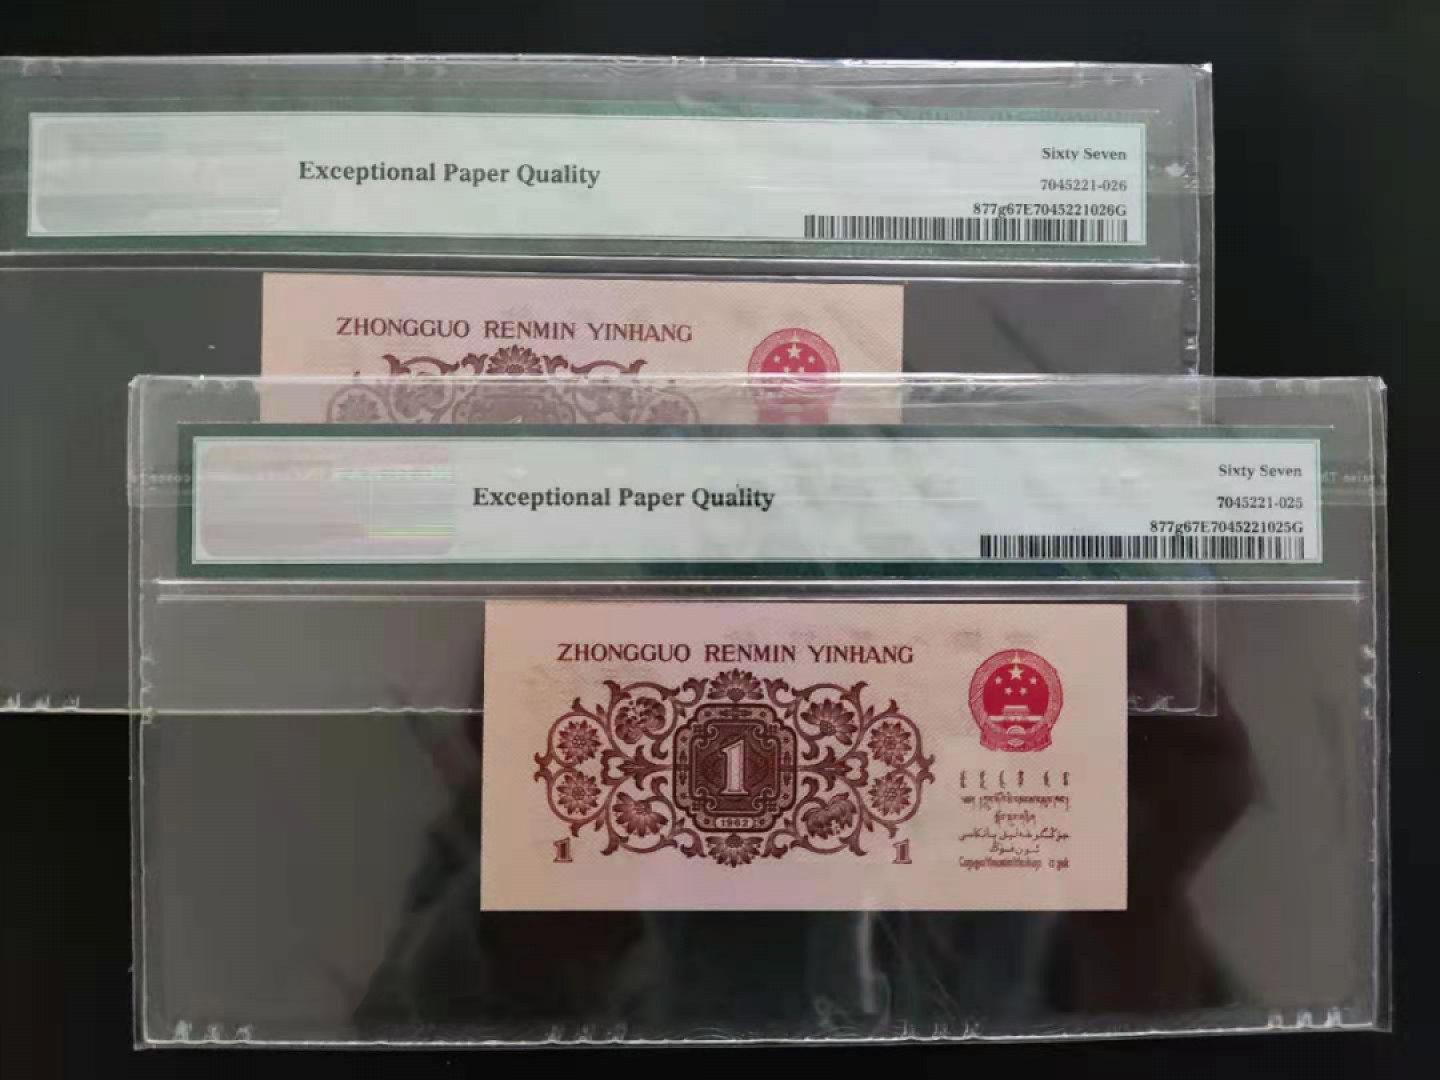 Exceptional Paper Quality
Sixty Seven
7045221-026
877g67E7045221026G
ZHONGGUO RENMIN YINHANG
Exceptional Paper Quality
Sixty Seven
7045221-025
877g67E7045221025G
ZHONGGUO RENMIN YINHANG
1
1962
1 1